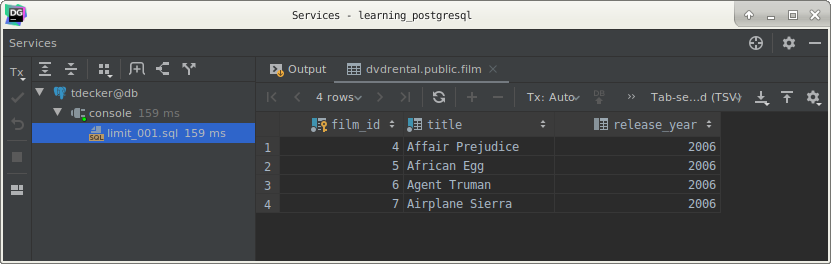 DG
Services - learning_postgresql
Services
Tx
Output
dvdrental.public.film
tdecker@db
console 159 ms
SQL limit_001.sql 159 ms
4 rows
DB
Tx: Auto
Tab-se...d (TSV)
film_id title release_year
1 4 Affair Prejudice 2006
2 5 African Egg 2006
3 6 Agent Truman 2006
4 7 Airplane Sierra 2006